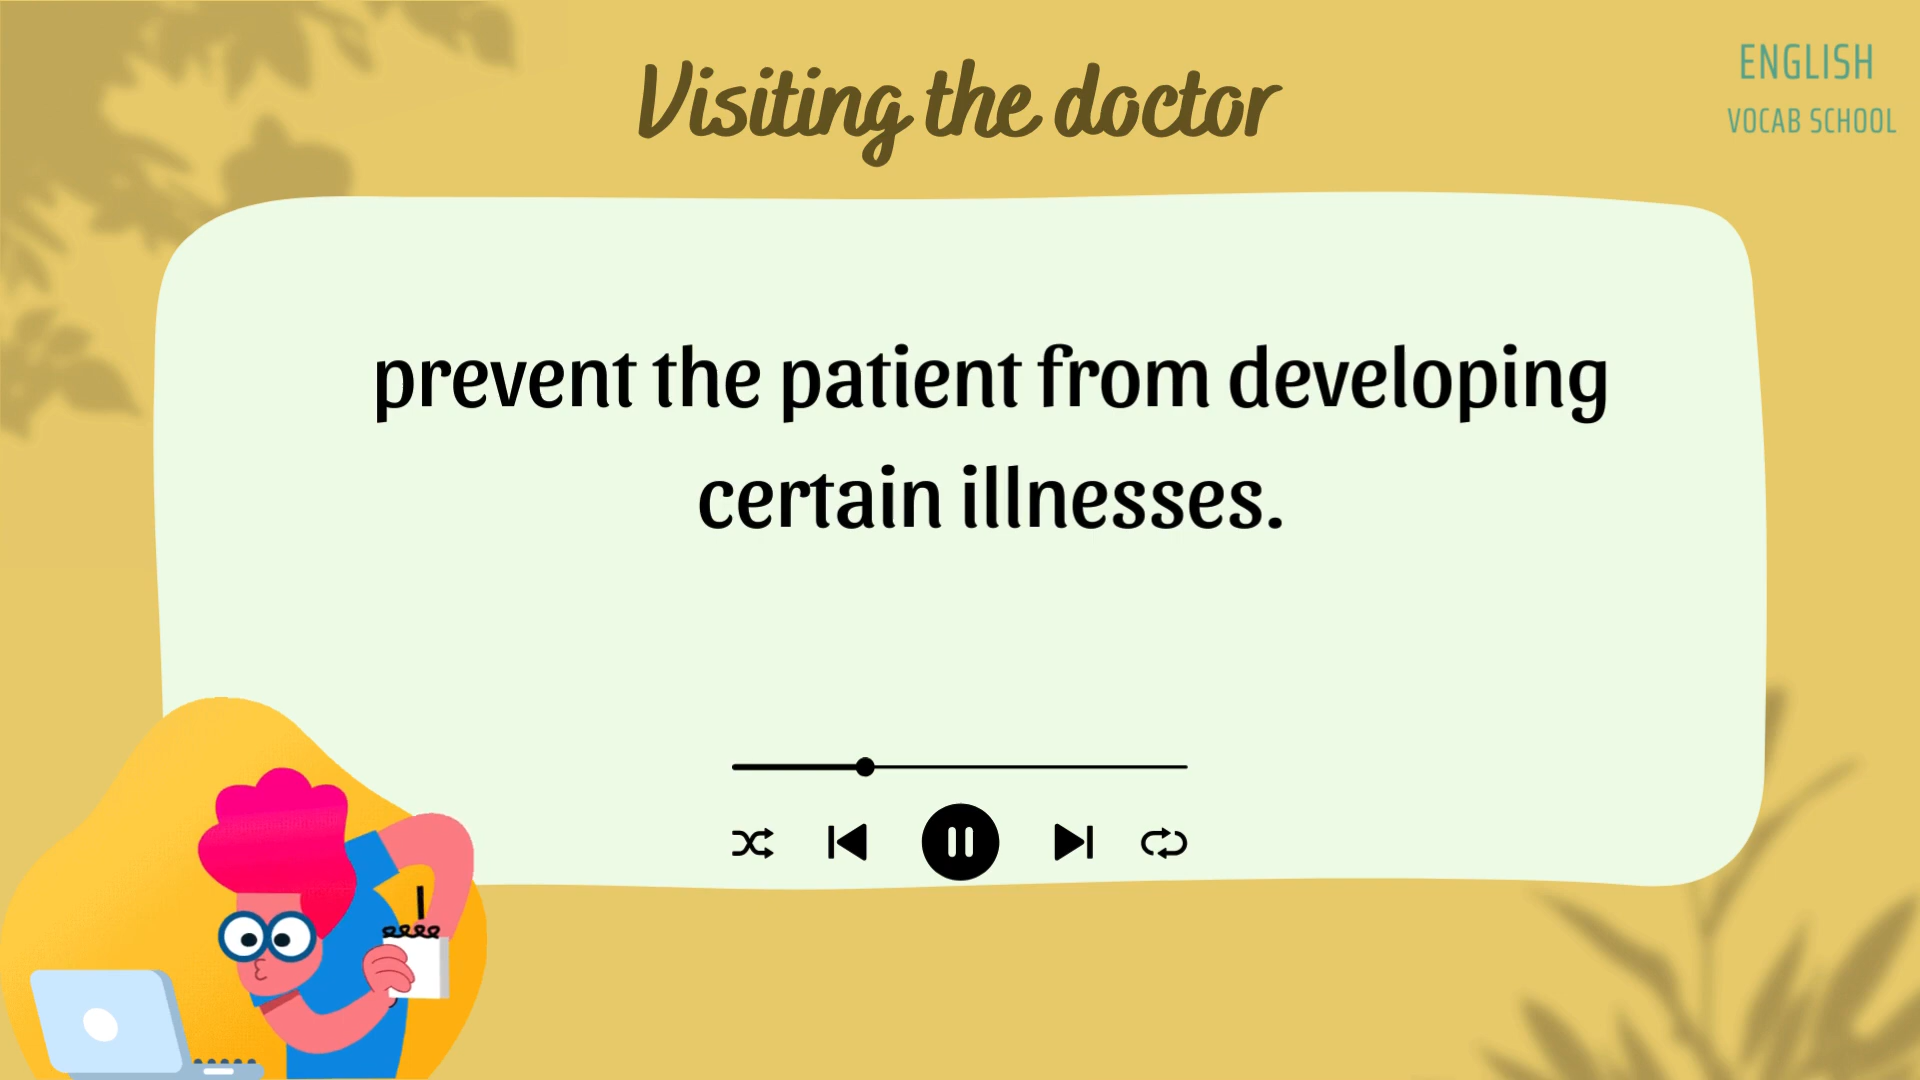 Visiting the doctor
ENGLISH
VOCAB SCHOOL
prevent the patient from developing
certain illnesses.